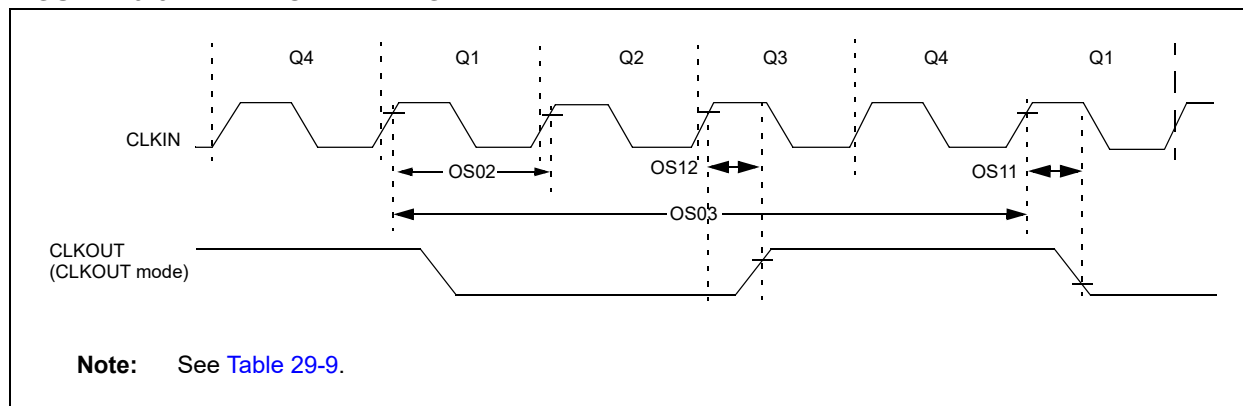 Q4 Q1 Q2 Q3 Q4 Q1
CLKIN
OS02
OS12
OS11
OS03
CLKOUT
(CLKOUT mode)
Note: See Table 29-9.